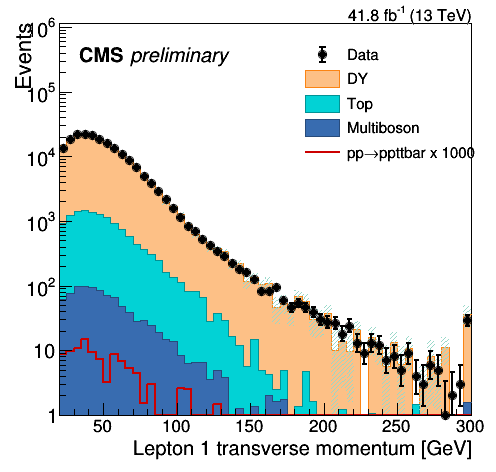 41.8 fb⁻¹ (13 TeV)
Events
CMS preliminary
Data
DY
Top
Multiboson
pp→ppttbar x 1000
10⁶
10⁵
10⁴
10³
10²
10
1
50 100 150 200 250 300
Lepton 1 transverse momentum [GeV]